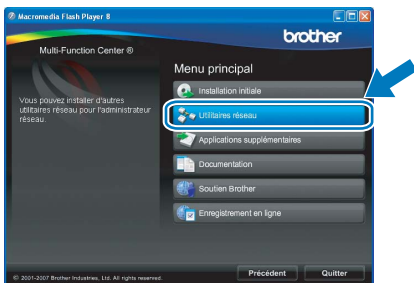 Macromedia Flash Player 8
brother
Multi-Function Center ®
Menu principal
Installation initiale
Vous pouvez installer d'autres
utilitaires réseau pour l'administrateur
réseau.
Utilitaires réseau
Applications supplémentaires
Documentation
Soutien Brother
Enregistrement en ligne
© 2001-2007 Brother Industries, Ltd. All rights reserved.
Précédent
Quitter